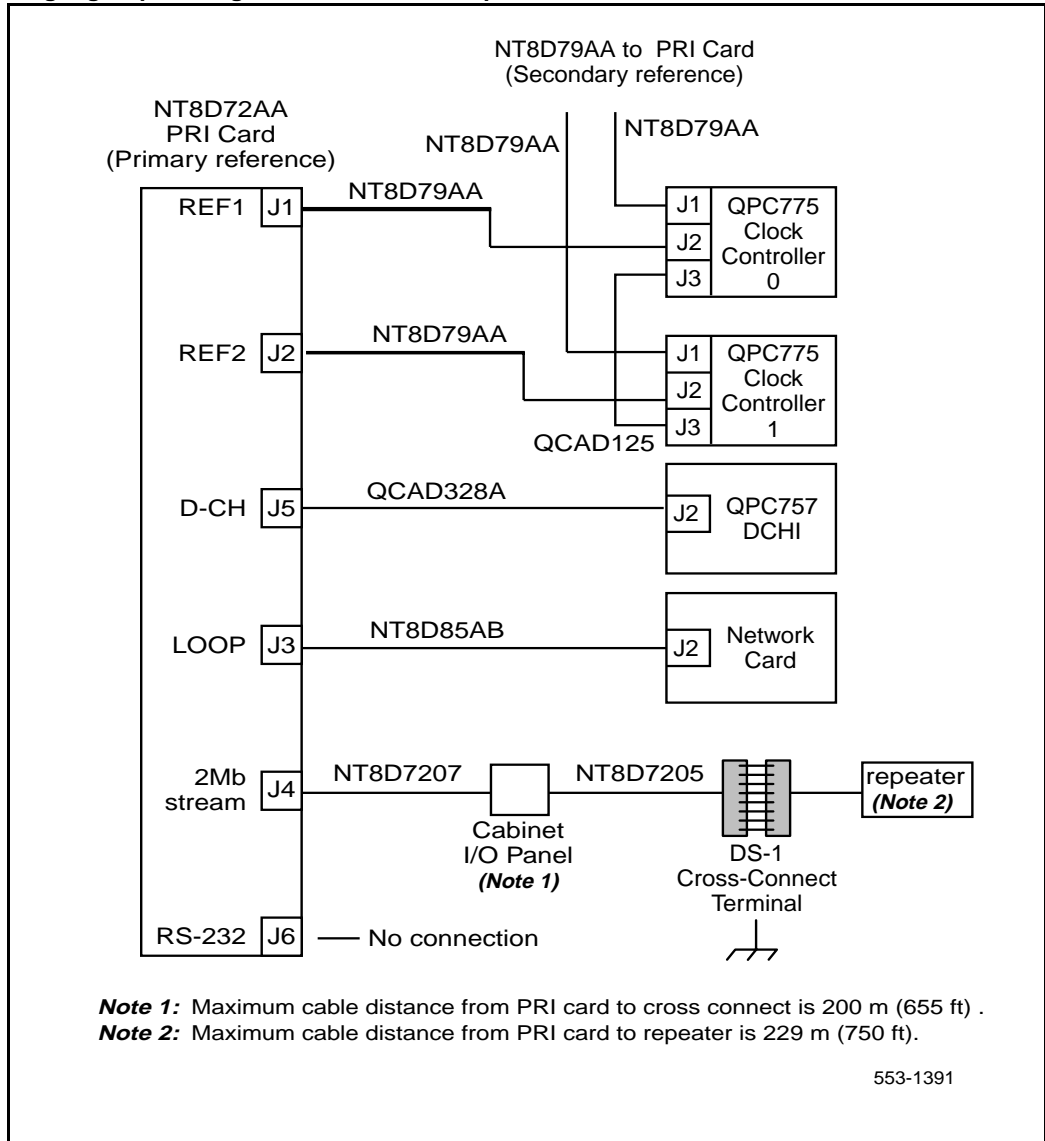 NT8D79AA to PRI Card
(Secondary reference)
NT8D72AA
PRI Card
(Primary reference)
NT8D79AA
NT8D79AA
REF1 J1
NT8D79AA
J1
J2
J3
QPC775
Clock
Controller
0
REF2 J2
NT8D79AA
J1
J2
J3
QPC775
Clock
Controller
1
QCAD125
D-CH J5
QCAD328A
J2
QPC757
DCHI
LOOP J3
NT8D85AB
J2
Network
Card
2Mb
stream
J4
NT8D7207
NT8D7205
repeater
(Note 2)
Cabinet
I/O Panel
(Note 1)
DS-1
Cross-Connect
Terminal
RS-232 J6
No connection
Note 1: Maximum cable distance from PRI card to cross connect is 200 m (655 ft) .
Note 2: Maximum cable distance from PRI card to repeater is 229 m (750 ft).
553-1391